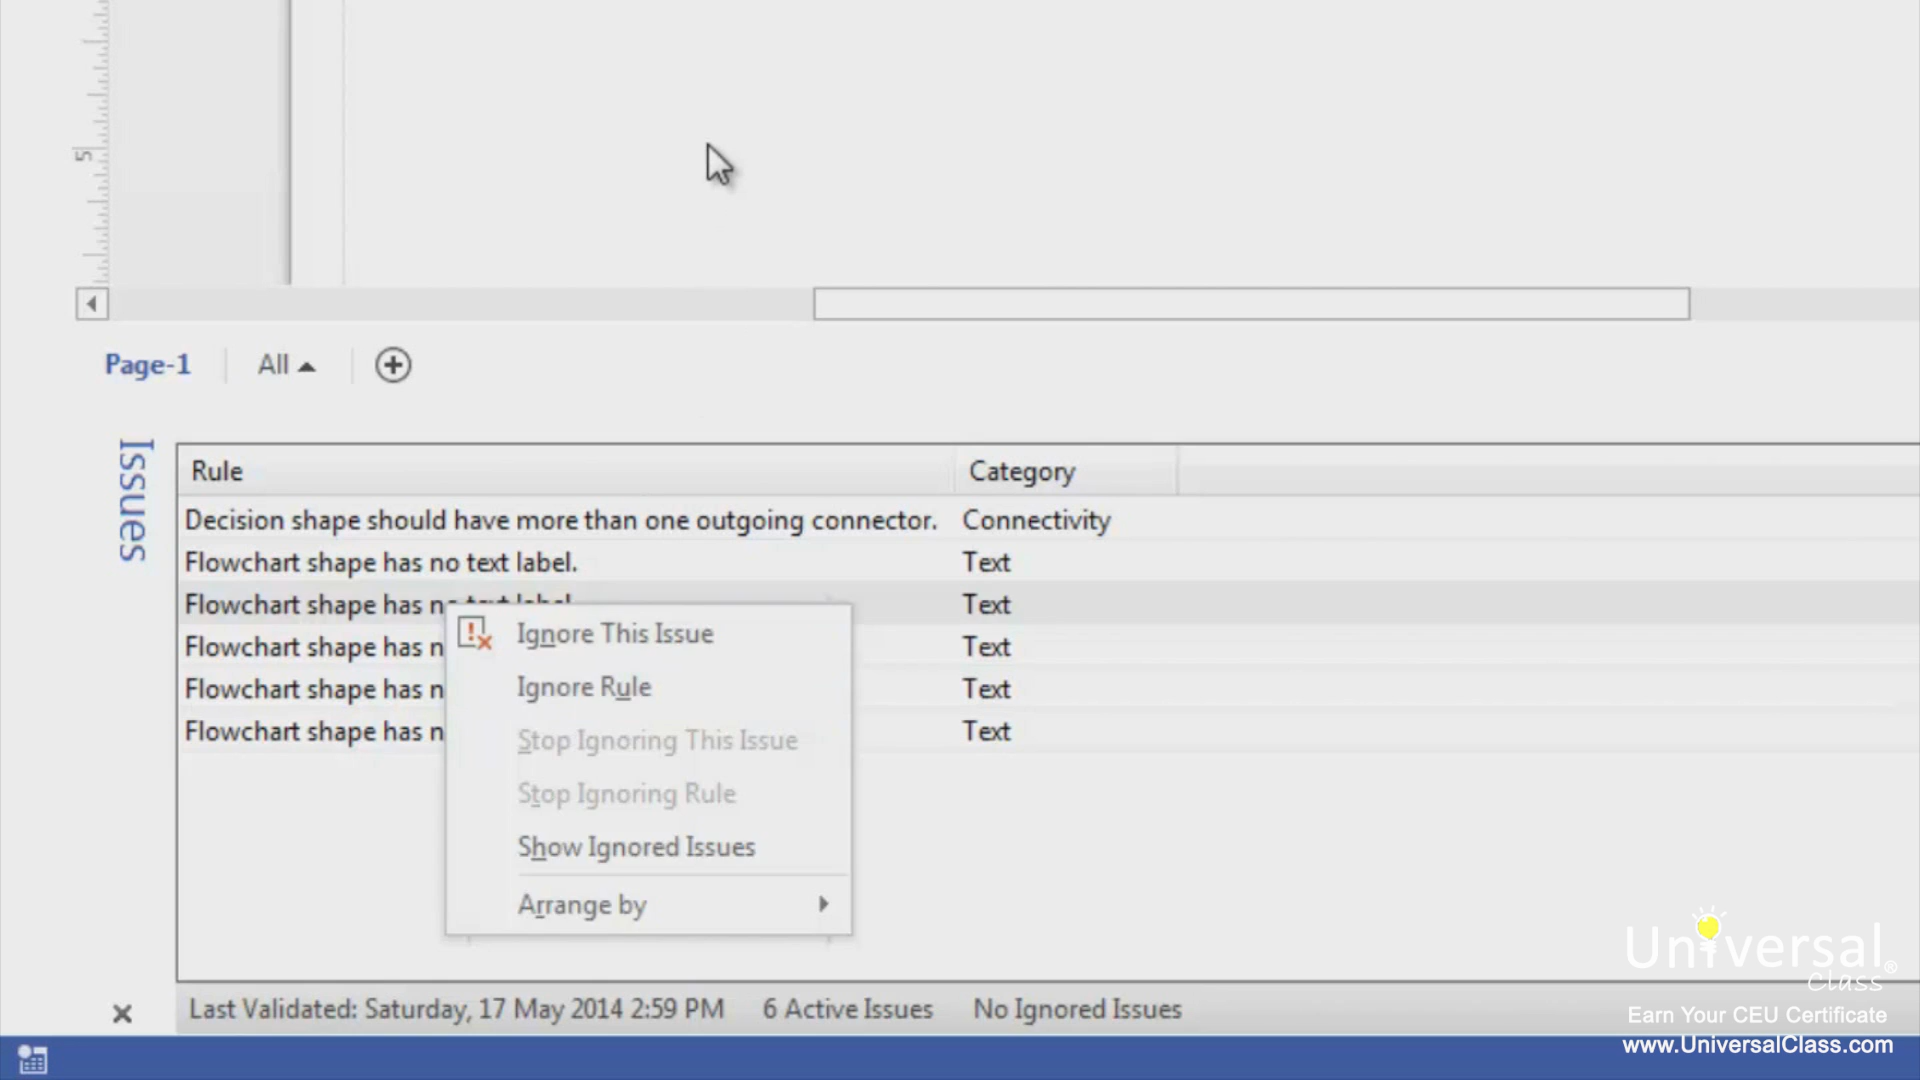 5
Page-1 All
Issues
Rule Category
Decision shape should have more than one outgoing connector. Connectivity
Flowchart shape has no text label. Text
Flowchart shape has no text label. Text
Flowchart shape has n Text
Flowchart shape has n Text
Flowchart shape has n Text
Ignore This Issue
Ignore Rule
Stop Ignoring This Issue
Stop Ignoring Rule
Show Ignored Issues
Arrange by
Last Validated: Saturday, 17 May 2014 2:59 PM 6 Active Issues No Ignored Issues
Universal®
Class
Earn Your CEU Certificate
www.UniversalClass.com